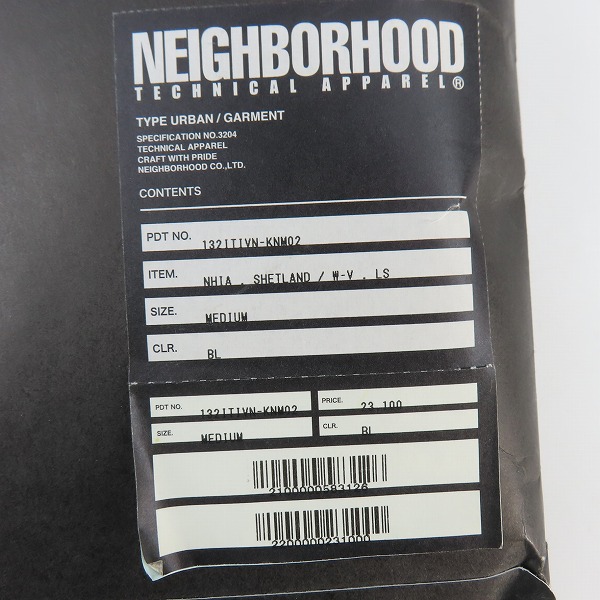 NEIGHBORHOOD
TECHNICAL APPAREL®
TYPE URBAN / GARMENT
SPECIFICATION NO.3204
TECHNICAL APPAREL
CRAFT WITH PRIDE
NEIGHBORHOOD CO.,LTD.
CONTENTS
PDT NO. 132ITIVN-KNM02
ITEM. NHIA . SHETLAND / W-V . LS
SIZE. MEDIUM
CLR. BL
PDT NO. 132ITIVN-KNM02 PRICE. 23,100
SIZE. MEDIUM CLR. BL
2100000583126
2200000231000